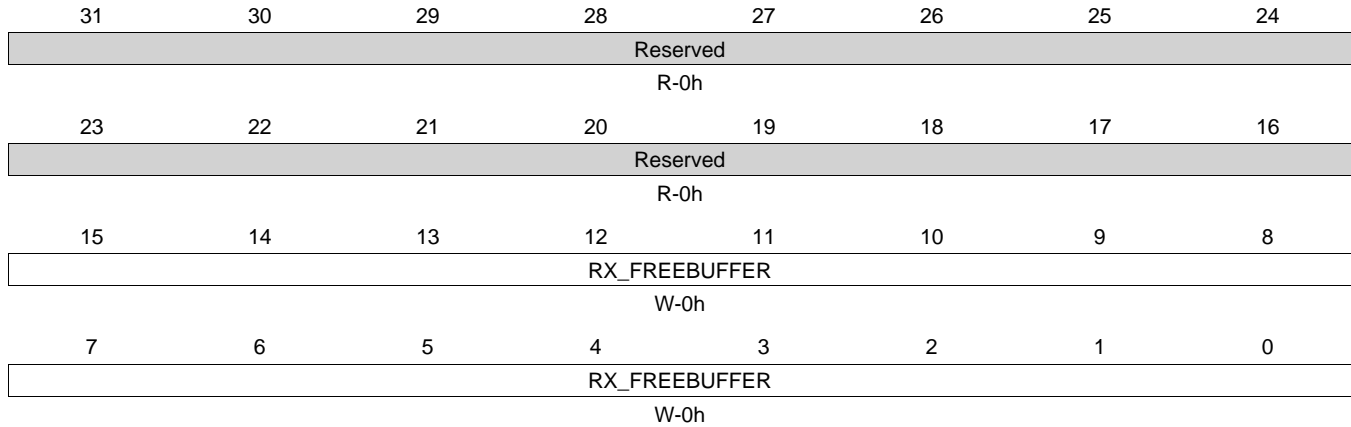 31 30 29 28 27 26 25 24
Reserved
R-0h
23 22 21 20 19 18 17 16
Reserved
R-0h
15 14 13 12 11 10 9 8
RX_FREEBUFFER
W-0h
7 6 5 4 3 2 1 0
RX_FREEBUFFER
W-0h